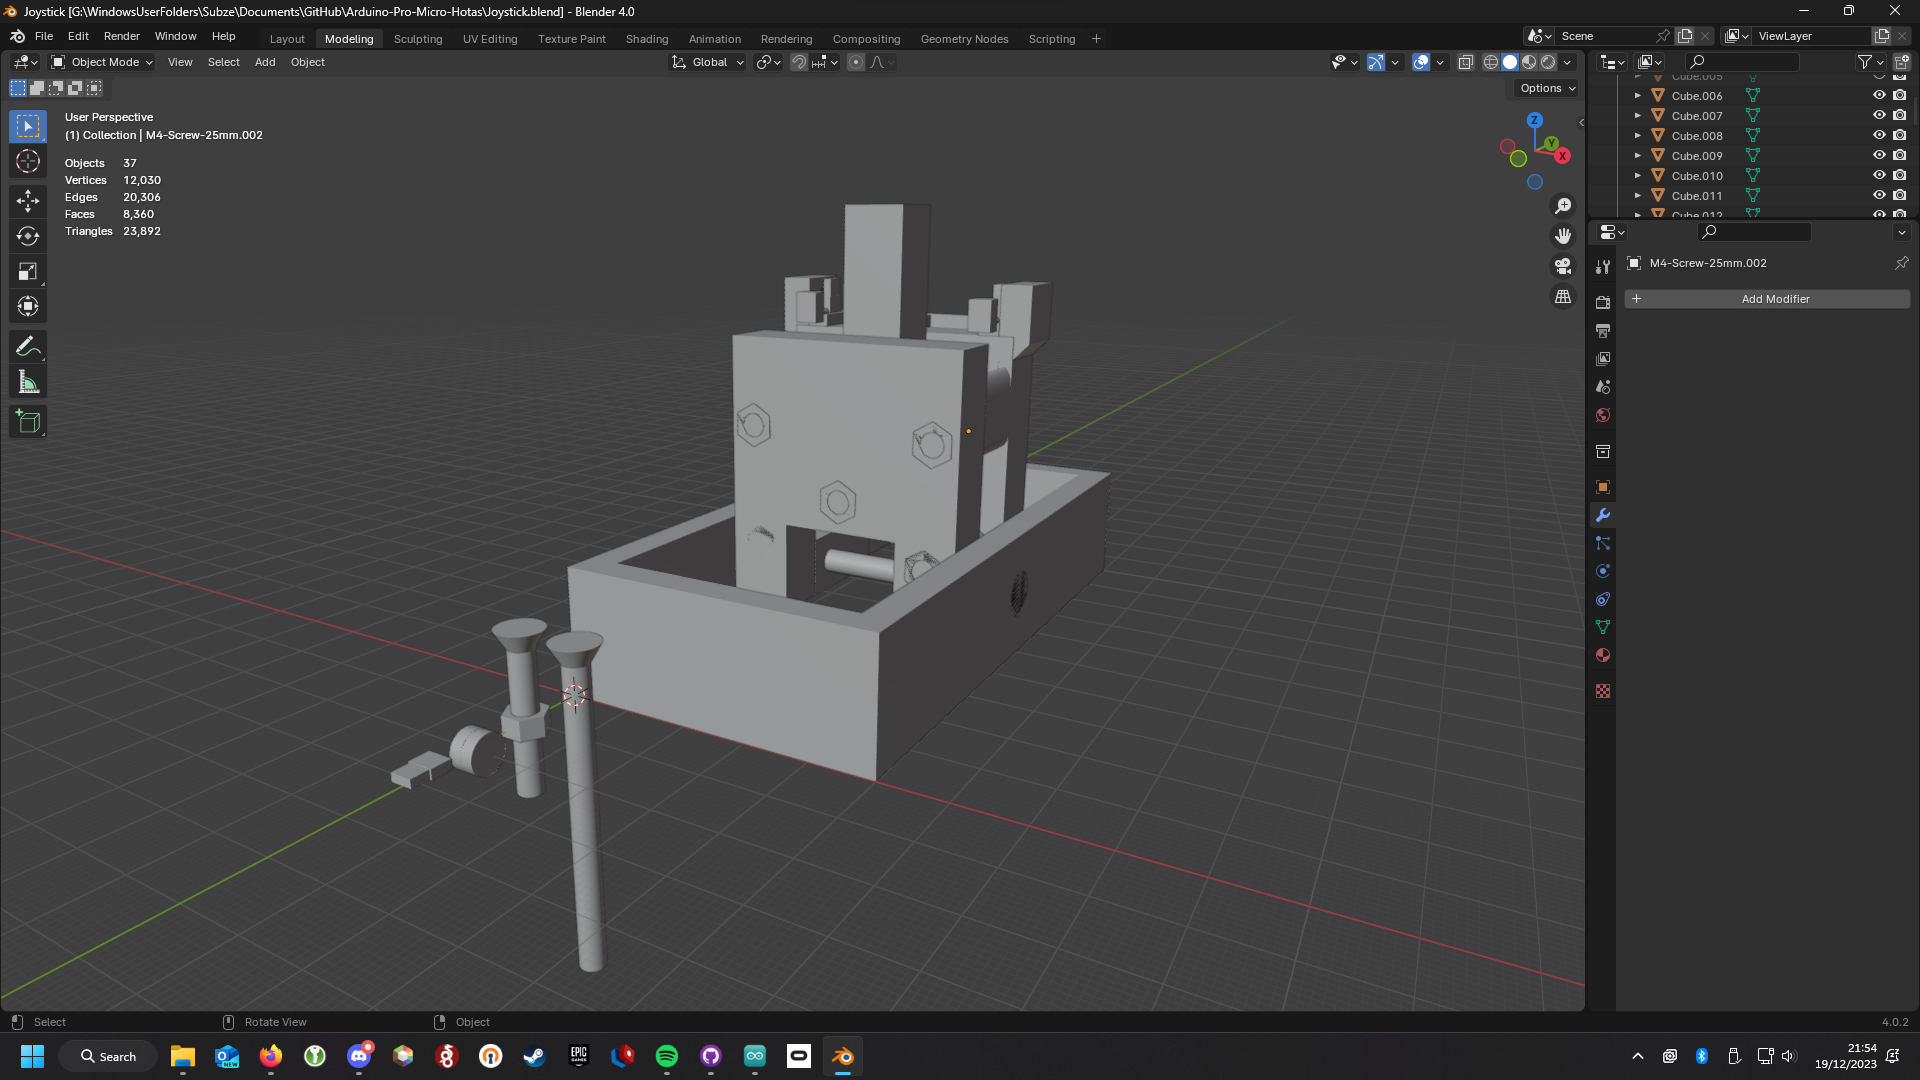 Joystick [G:\WindowsUserFolders\Subze\Documents\GitHub\Arduino-Pro-Micro-Hotas\Joystick.blend] - Blender 4.0
File Edit Render Window Help
Layout Modeling Sculpting UV Editing Texture Paint Shading Animation Rendering Compositing Geometry Nodes Scripting +
Scene
ViewLayer
Object Mode View Select Add Object
Global
Options
User Perspective
(1) Collection | M4-Screw-25mm.002
Objects 37
Vertices 12,030
Edges 20,306
Faces 8,360
Triangles 23,892
Z
Y
X
Cube.005
Cube.006
Cube.007
Cube.008
Cube.009
Cube.010
Cube.011
Cube.012
M4-Screw-25mm.002
+ Add Modifier
Select
Rotate View
Object
4.0.2
Search
NEW
EPIC
GAMES
21:54
19/12/2023